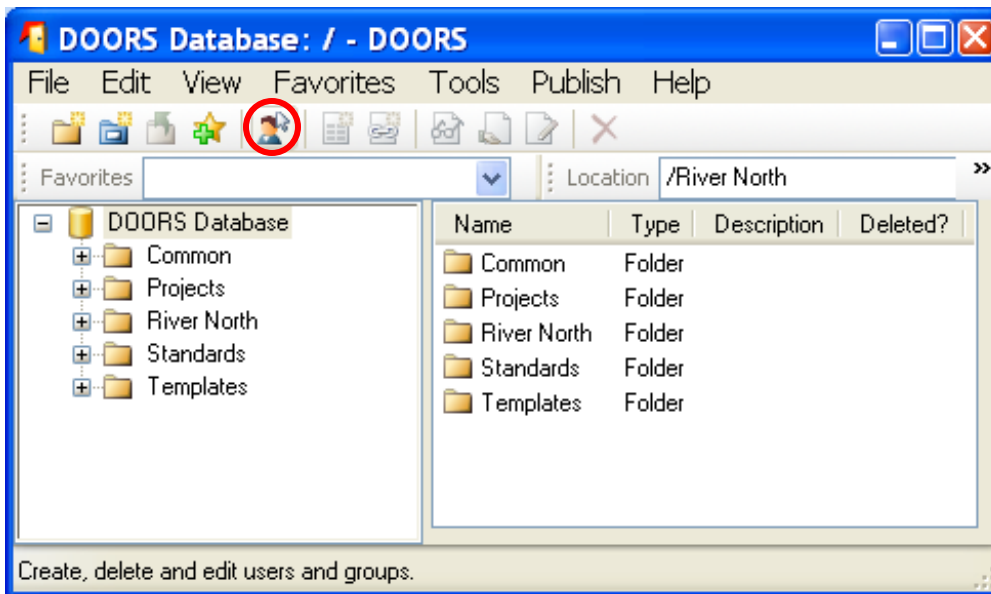 DOORS Database: / - DOORS
File Edit View Favorites Tools Publish Help
Favorites Location /River North »
DOORS Database
Common
Projects
River North
Standards
Templates
Name Type Description Deleted?
Common Folder
Projects Folder
River North Folder
Standards Folder
Templates Folder
Create, delete and edit users and groups.